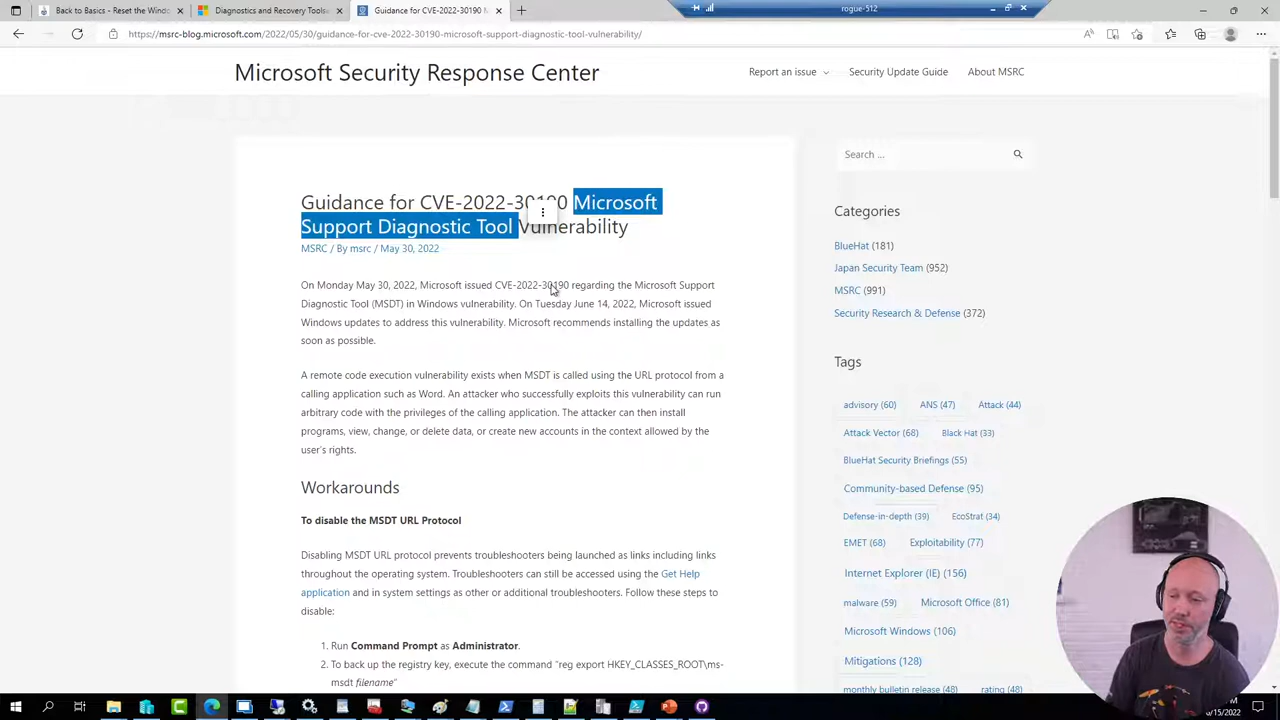 Back to Basics - Reset the Windo
Diagnostics and Recovery Toolse
Guidance for CVE-2022-30190 M
rogue-512
https://msrc-blog.microsoft.com/2022/05/30/guidance-for-cve-2022-30190-microsoft-support-diagnostic-tool-vulnerability/
Microsoft Security Response Center
Report an issue
Security Update Guide
About MSRC
Guidance for CVE-2022-30190 Microsoft
Support Diagnostic Tool Vulnerability
MSRC / By msrc / May 30, 2022
On Monday May 30, 2022, Microsoft issued CVE-2022-30190 regarding the Microsoft Support
Diagnostic Tool (MSDT) in Windows vulnerability. On Tuesday June 14, 2022, Microsoft issued
Windows updates to address this vulnerability. Microsoft recommends installing the updates as
soon as possible.
A remote code execution vulnerability exists when MSDT is called using the URL protocol from a
calling application such as Word. An attacker who successfully exploits this vulnerability can run
arbitrary code with the privileges of the calling application. The attacker can then install
programs, view, change, or delete data, or create new accounts in the context allowed by the
user's rights.
Workarounds
To disable the MSDT URL Protocol
Disabling MSDT URL protocol prevents troubleshooters being launched as links including links
throughout the operating system. Troubleshooters can still be accessed using the Get Help
application and in system settings as other or additional troubleshooters. Follow these steps to
disable:
1. Run Command Prompt as Administrator.
2. To back up the registry key, execute the command "reg export HKEY_CLASSES_ROOT\ms-
msdt filename"
Search ...
Categories
BlueHat (181)
Japan Security Team (952)
MSRC (991)
Security Research & Defense (372)
Tags
advisory (60) ANS (47) Attack (44)
Attack Vector (68) Black Hat (33)
BlueHat Security Briefings (55)
Community-based Defense (95)
Defense-in-depth (39) EcoStrat (34)
EMET (68) Exploitability (77)
Internet Explorer (IE) (156)
malware (59) Microsoft Office (81)
Microsoft Windows (106)
Mitigations (128)
monthly bulletin release (48) rating (48)